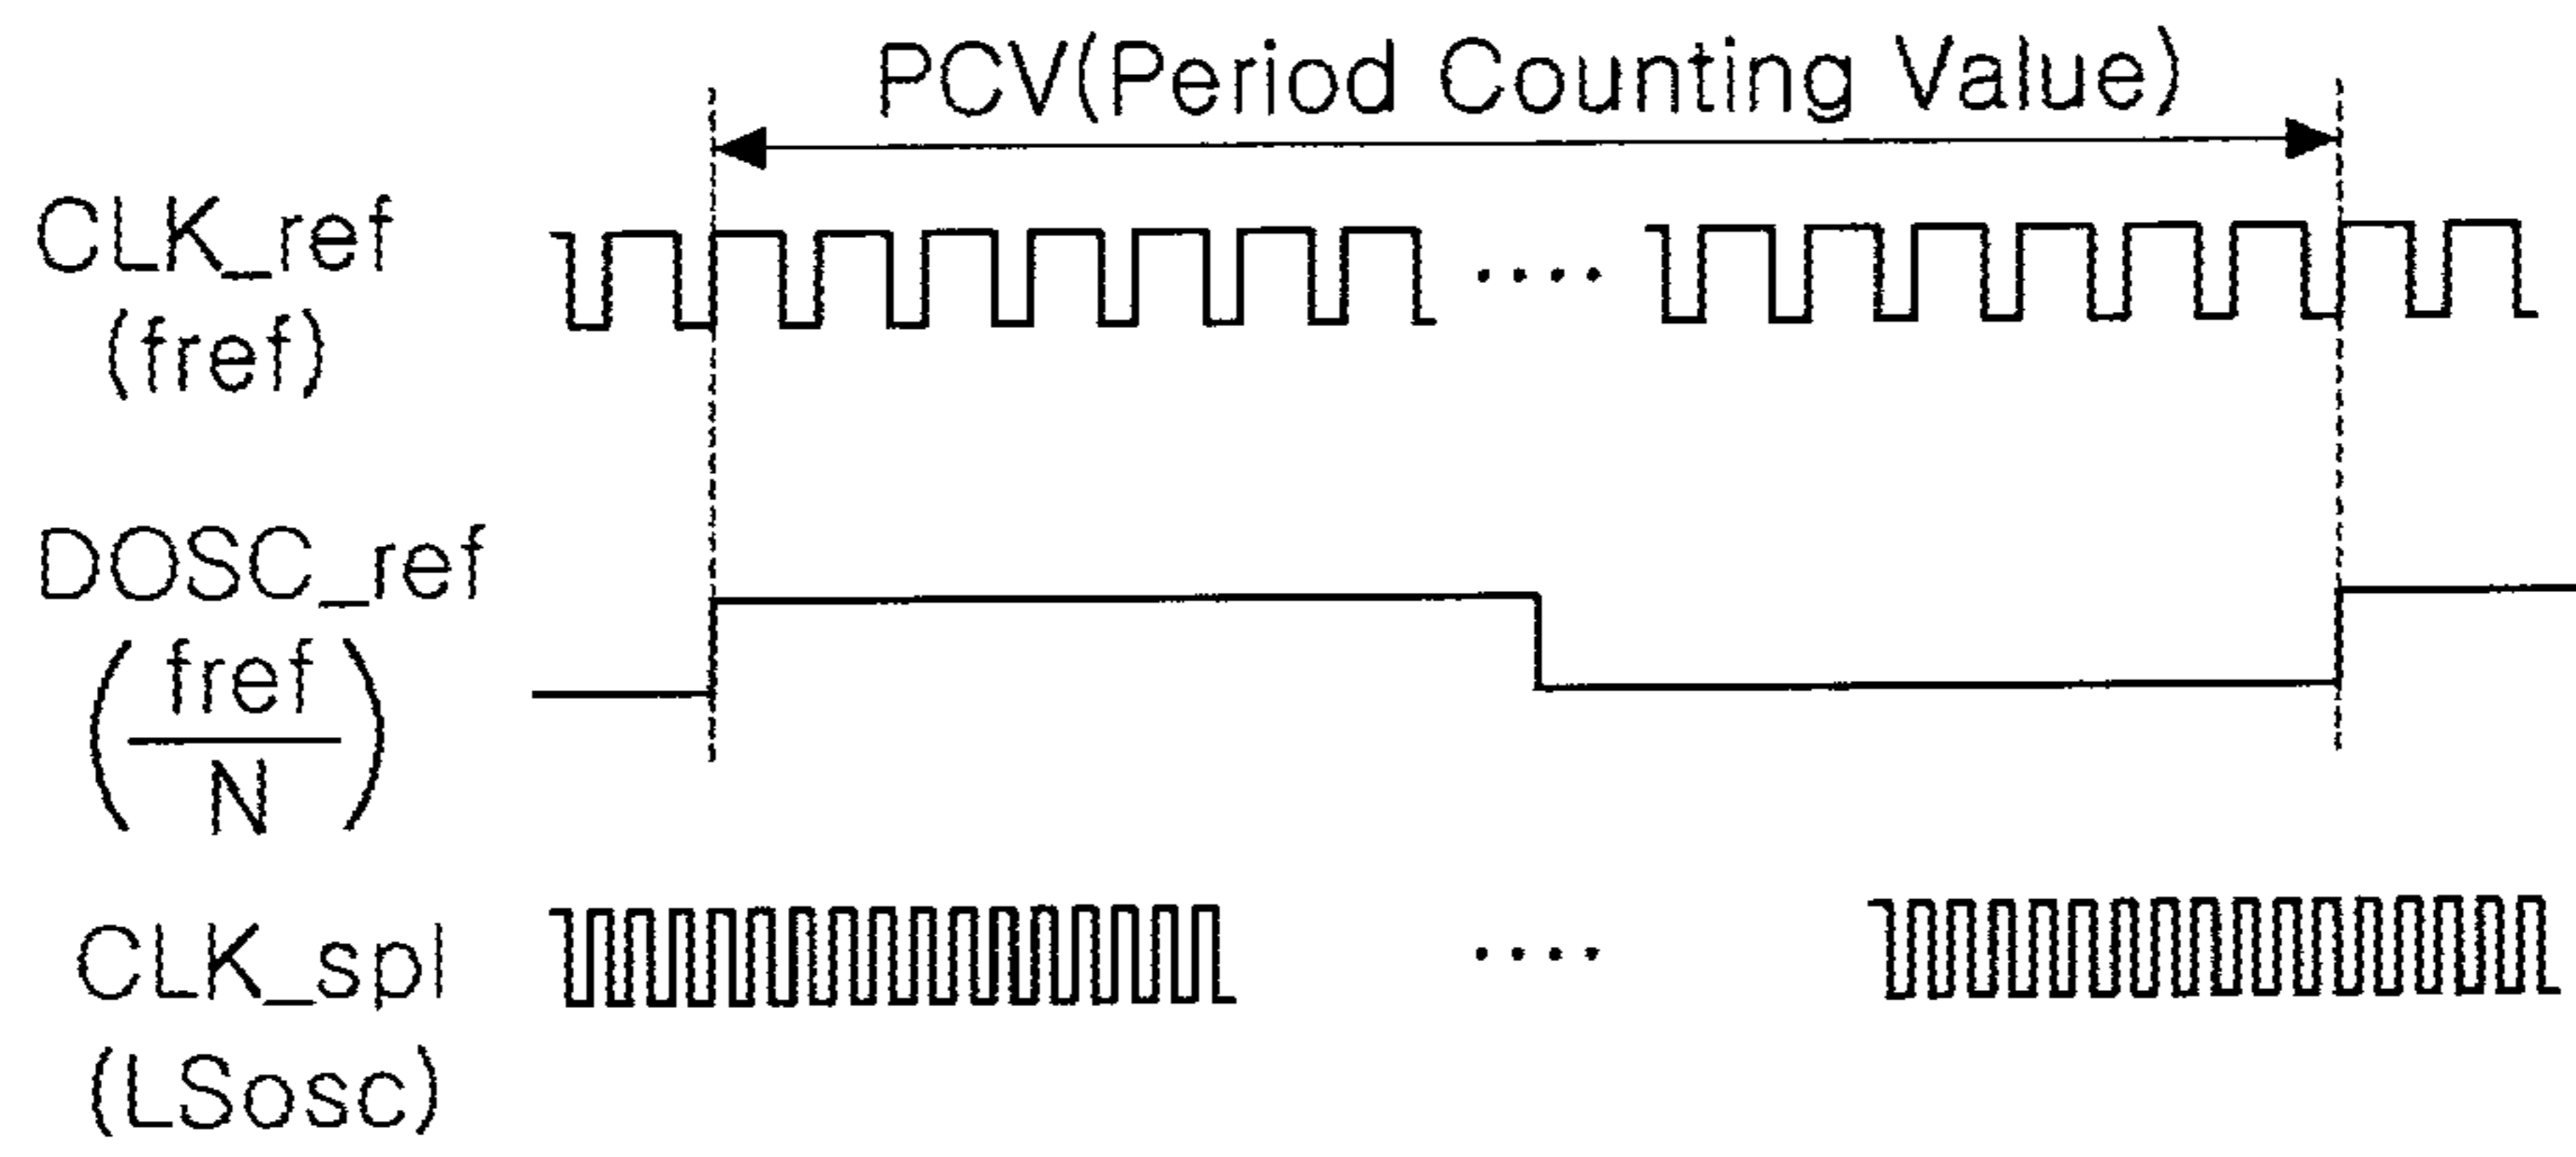 PCV(Period Counting Value)
CLK_ref
(fref)
....
DOSC_ref
(fref
N)
CLK_spl
....
(LSosc)